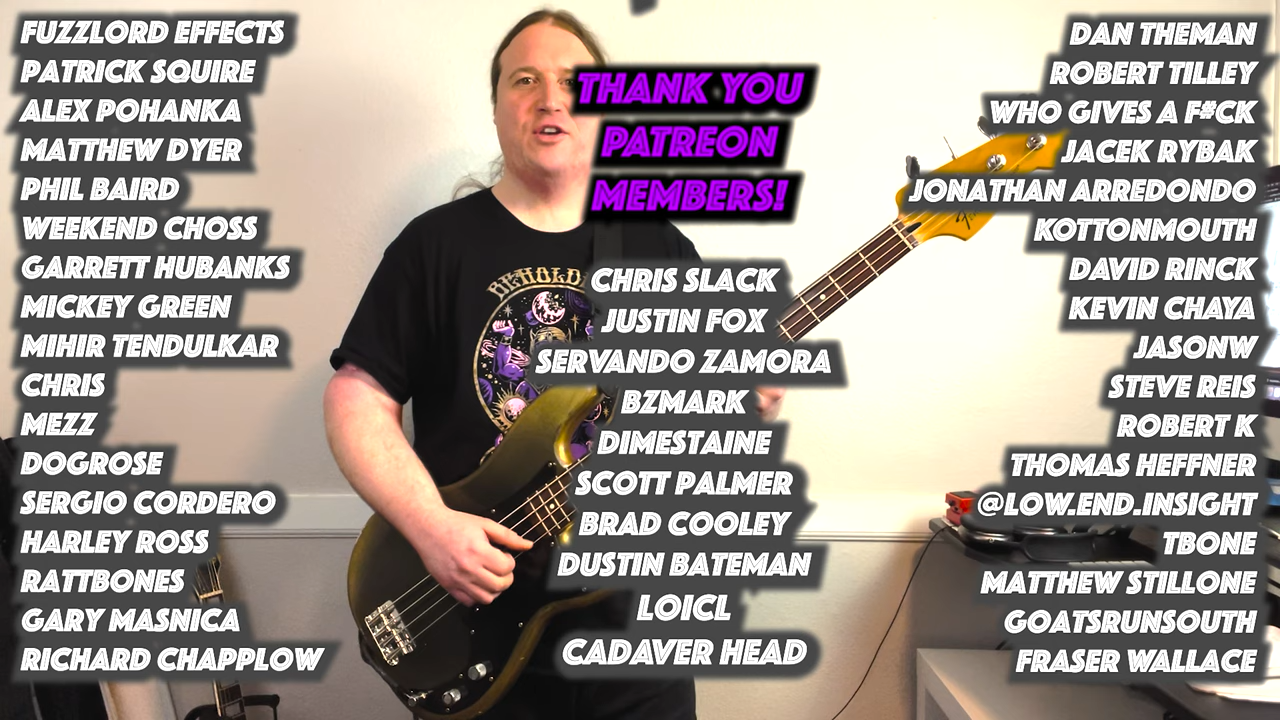 FUZZLORD EFFECTS
PATRICK SQUIRE
ALEX POHANKA
MATTHEW DYER
PHIL BAIRD
WEEKEND CHOSS
GARRETT HUBANKS
MICKEY GREEN
MIHIR TENDULKAR
CHRIS
MEZZ
DOGROSE
SERGIO CORDERO
HARLEY ROSS
RATTBONES
GARY MASNICA
RICHARD CHAPPLOW
THANK YOU
PATREON
MEMBERS!
CHRIS SLACK
JUSTIN FOX
SERVANDO ZAMORA
BZMARK
DIMESTAINE
SCOTT PALMER
BRAD COOLEY
DUSTIN BATEMAN
LOICL
CADAVER HEAD
DAN THEMAN
ROBERT TILLEY
WHO GIVES A F#CK
JACEK RYBAK
JONATHAN ARREDONDO
KOTTONMOUTH
DAVID RINCK
KEVIN CHAYA
JASONW
STEVE REIS
ROBERT K
THOMAS HEFFNER
@LOW.END.INSIGHT
TBONE
MATTHEW STILLONE
GOATSRUNSOUTH
FRASER WALLACE